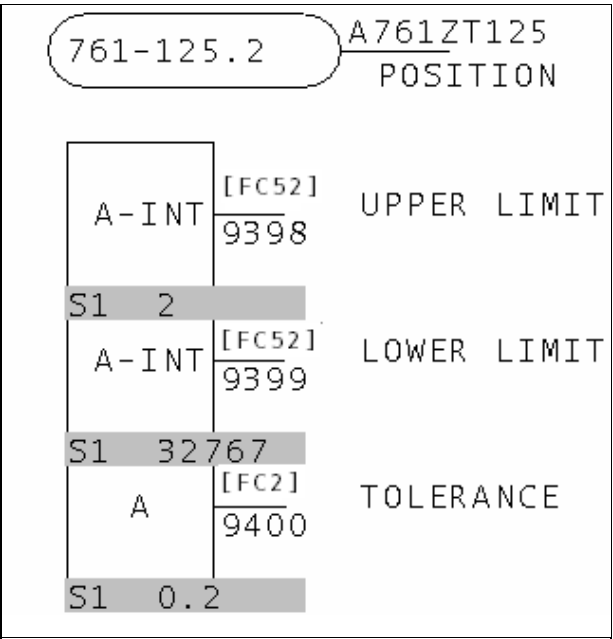 761-125.2
A761ZT125
POSITION
A-INT
[FC52]
9398
UPPER LIMIT
S1 2
A-INT
[FC52]
9399
LOWER LIMIT
S1 32767
A
[FC2]
9400
TOLERANCE
S1 0.2